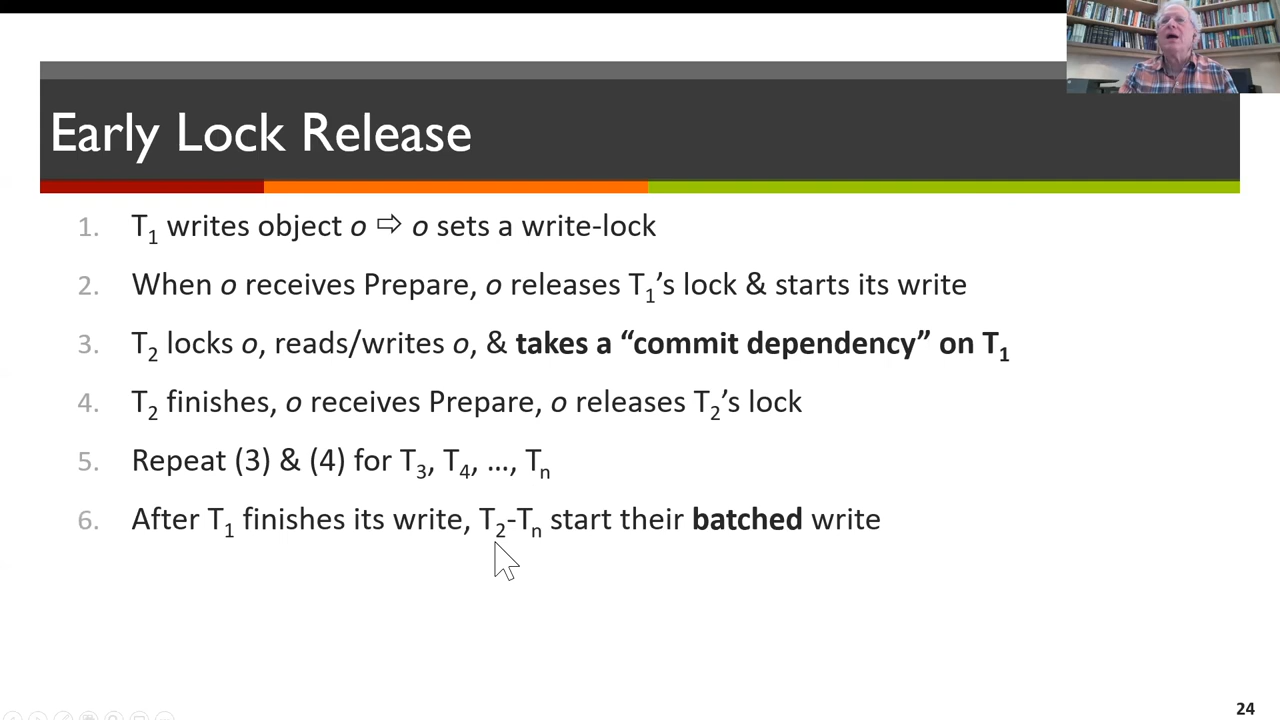 Early Lock Release
1. T₁ writes object o ⇨ o sets a write-lock
2. When o receives Prepare, o releases T₁’s lock & starts its write
3. T₂ locks o, reads/writes o, & takes a “commit dependency” on T₁
4. T₂ finishes, o receives Prepare, o releases T₂’s lock
5. Repeat (3) & (4) for T₃, T₄, …, Tₙ
6. After T₁ finishes its write, T₂-Tₙ start their batched write
24